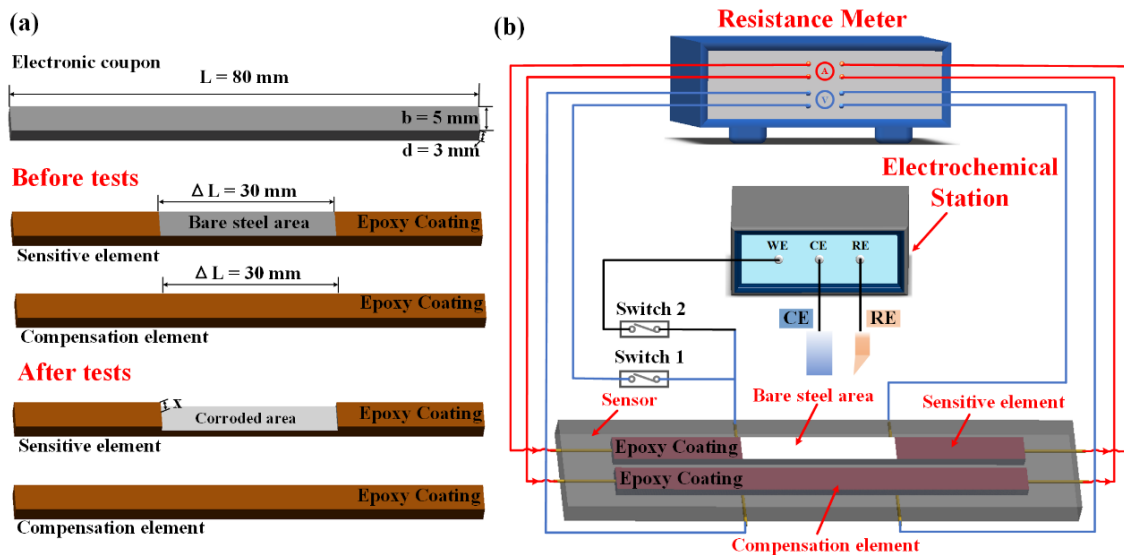 (a)
Electronic coupon
L = 80 mm
b = 5 mm
d = 3 mm
Before tests
Δ L = 30 mm
Bare steel area
Epoxy Coating
Sensitive element
Δ L = 30 mm
Epoxy Coating
Compensation element
After tests
x
Corroded area
Epoxy Coating
Sensitive element
Epoxy Coating
Compensation element
(b)
Resistance Meter
A
V
Electrochemical
Station
WE CE RE
Switch 2
CE
RE
Switch 1
Sensor
Bare steel area
Sensitive element
Epoxy Coating
Epoxy Coating
Compensation element